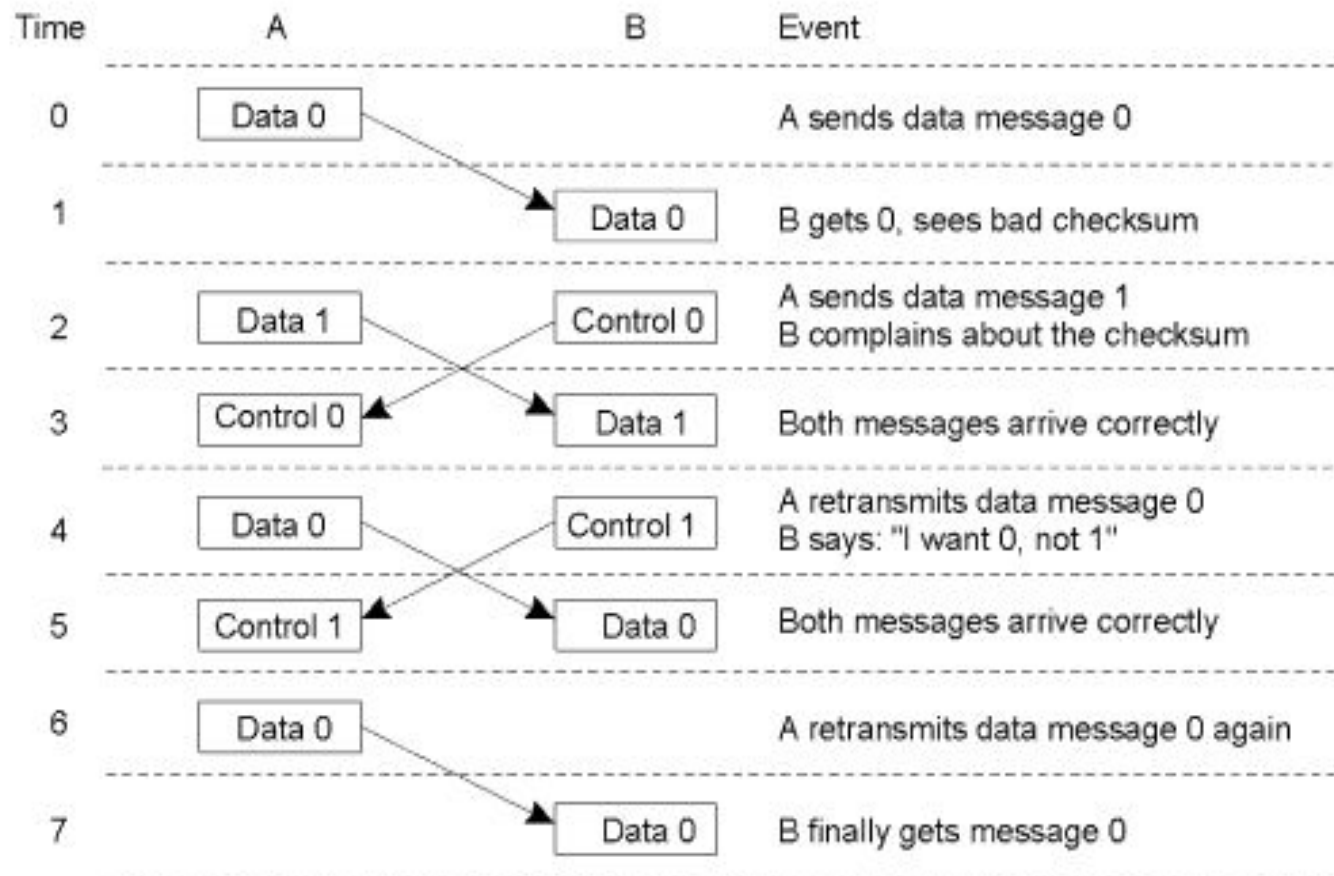 Time A B Event
0 Data 0 A sends data message 0
1 Data 0 B gets 0, sees bad checksum
2 Data 1 Control 0 A sends data message 1
B complains about the checksum
3 Control 0 Data 1 Both messages arrive correctly
4 Data 0 Control 1 A retransmits data message 0
B says: "I want 0, not 1"
5 Control 1 Data 0 Both messages arrive correctly
6 Data 0 A retransmits data message 0 again
7 Data 0 B finally gets message 0